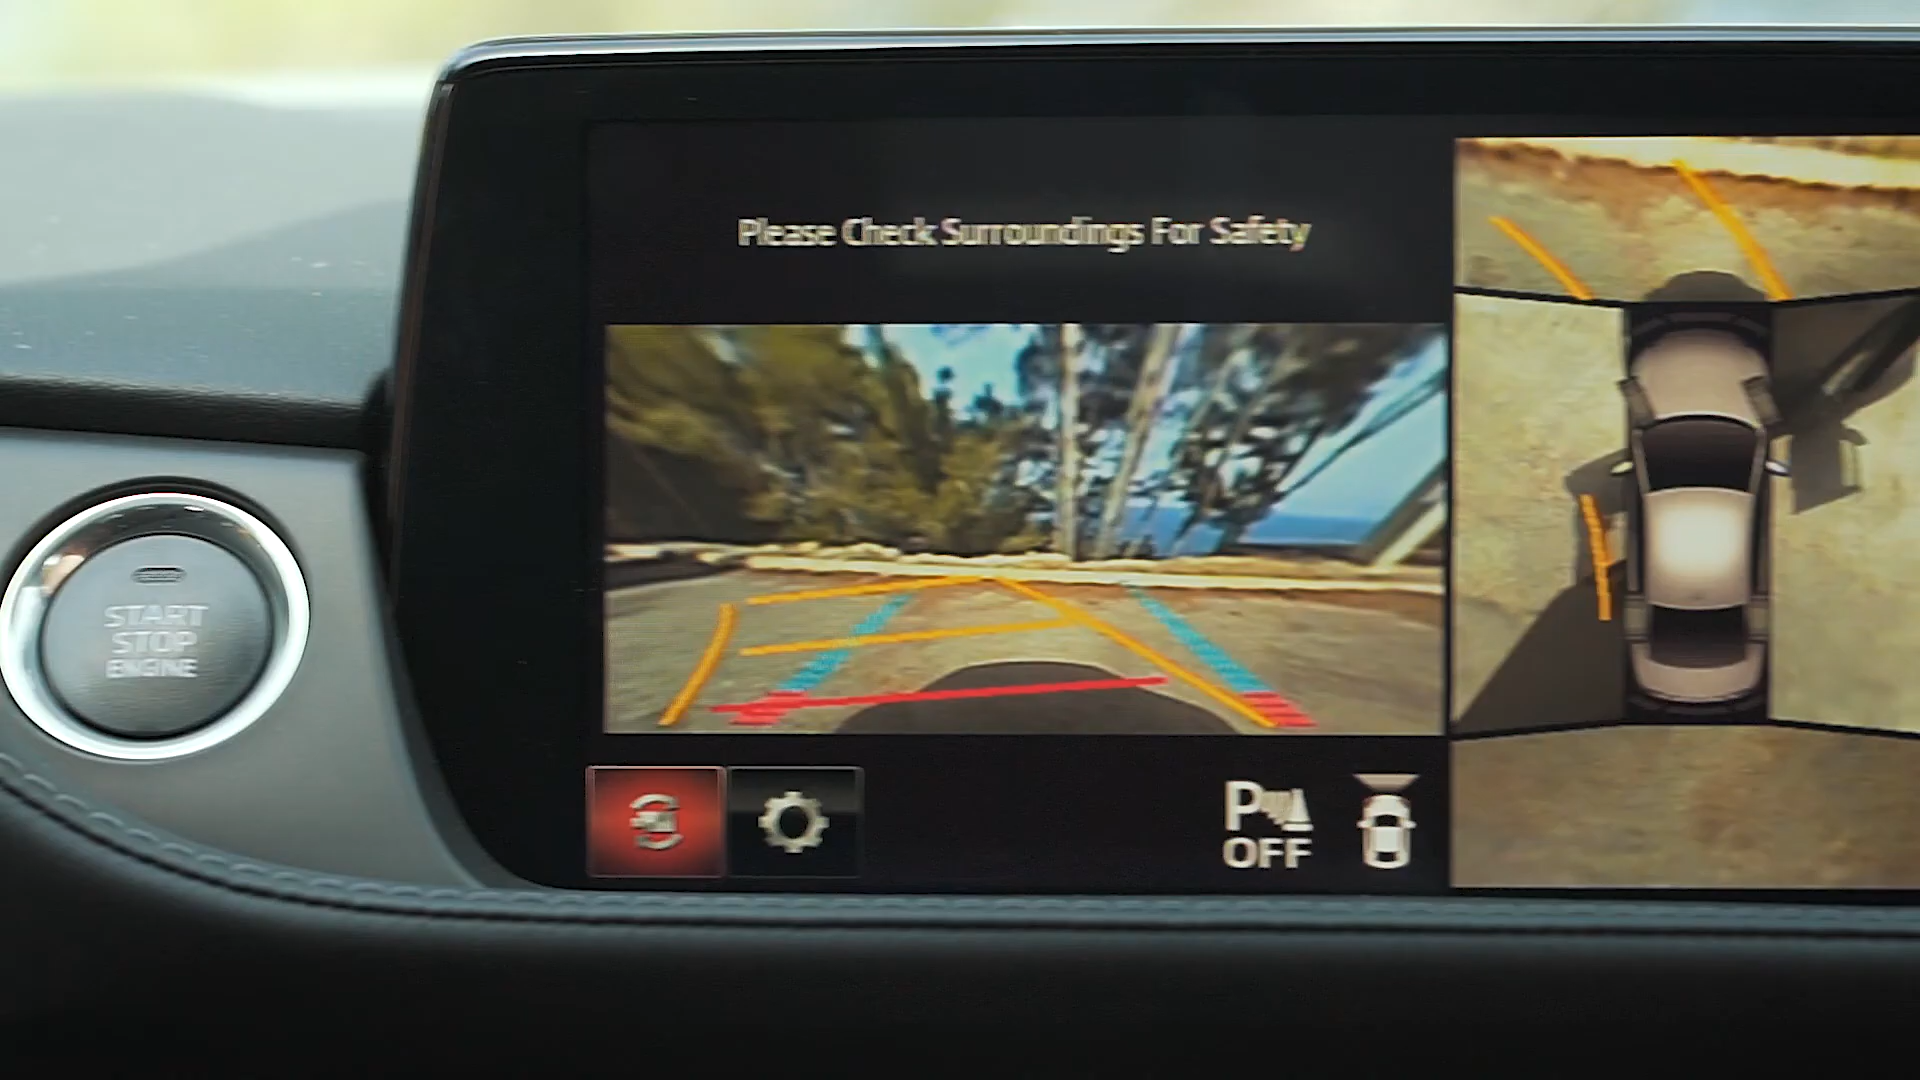 Please Check Surroundings For Safety
START
STOP
ENGINE
P
OFF